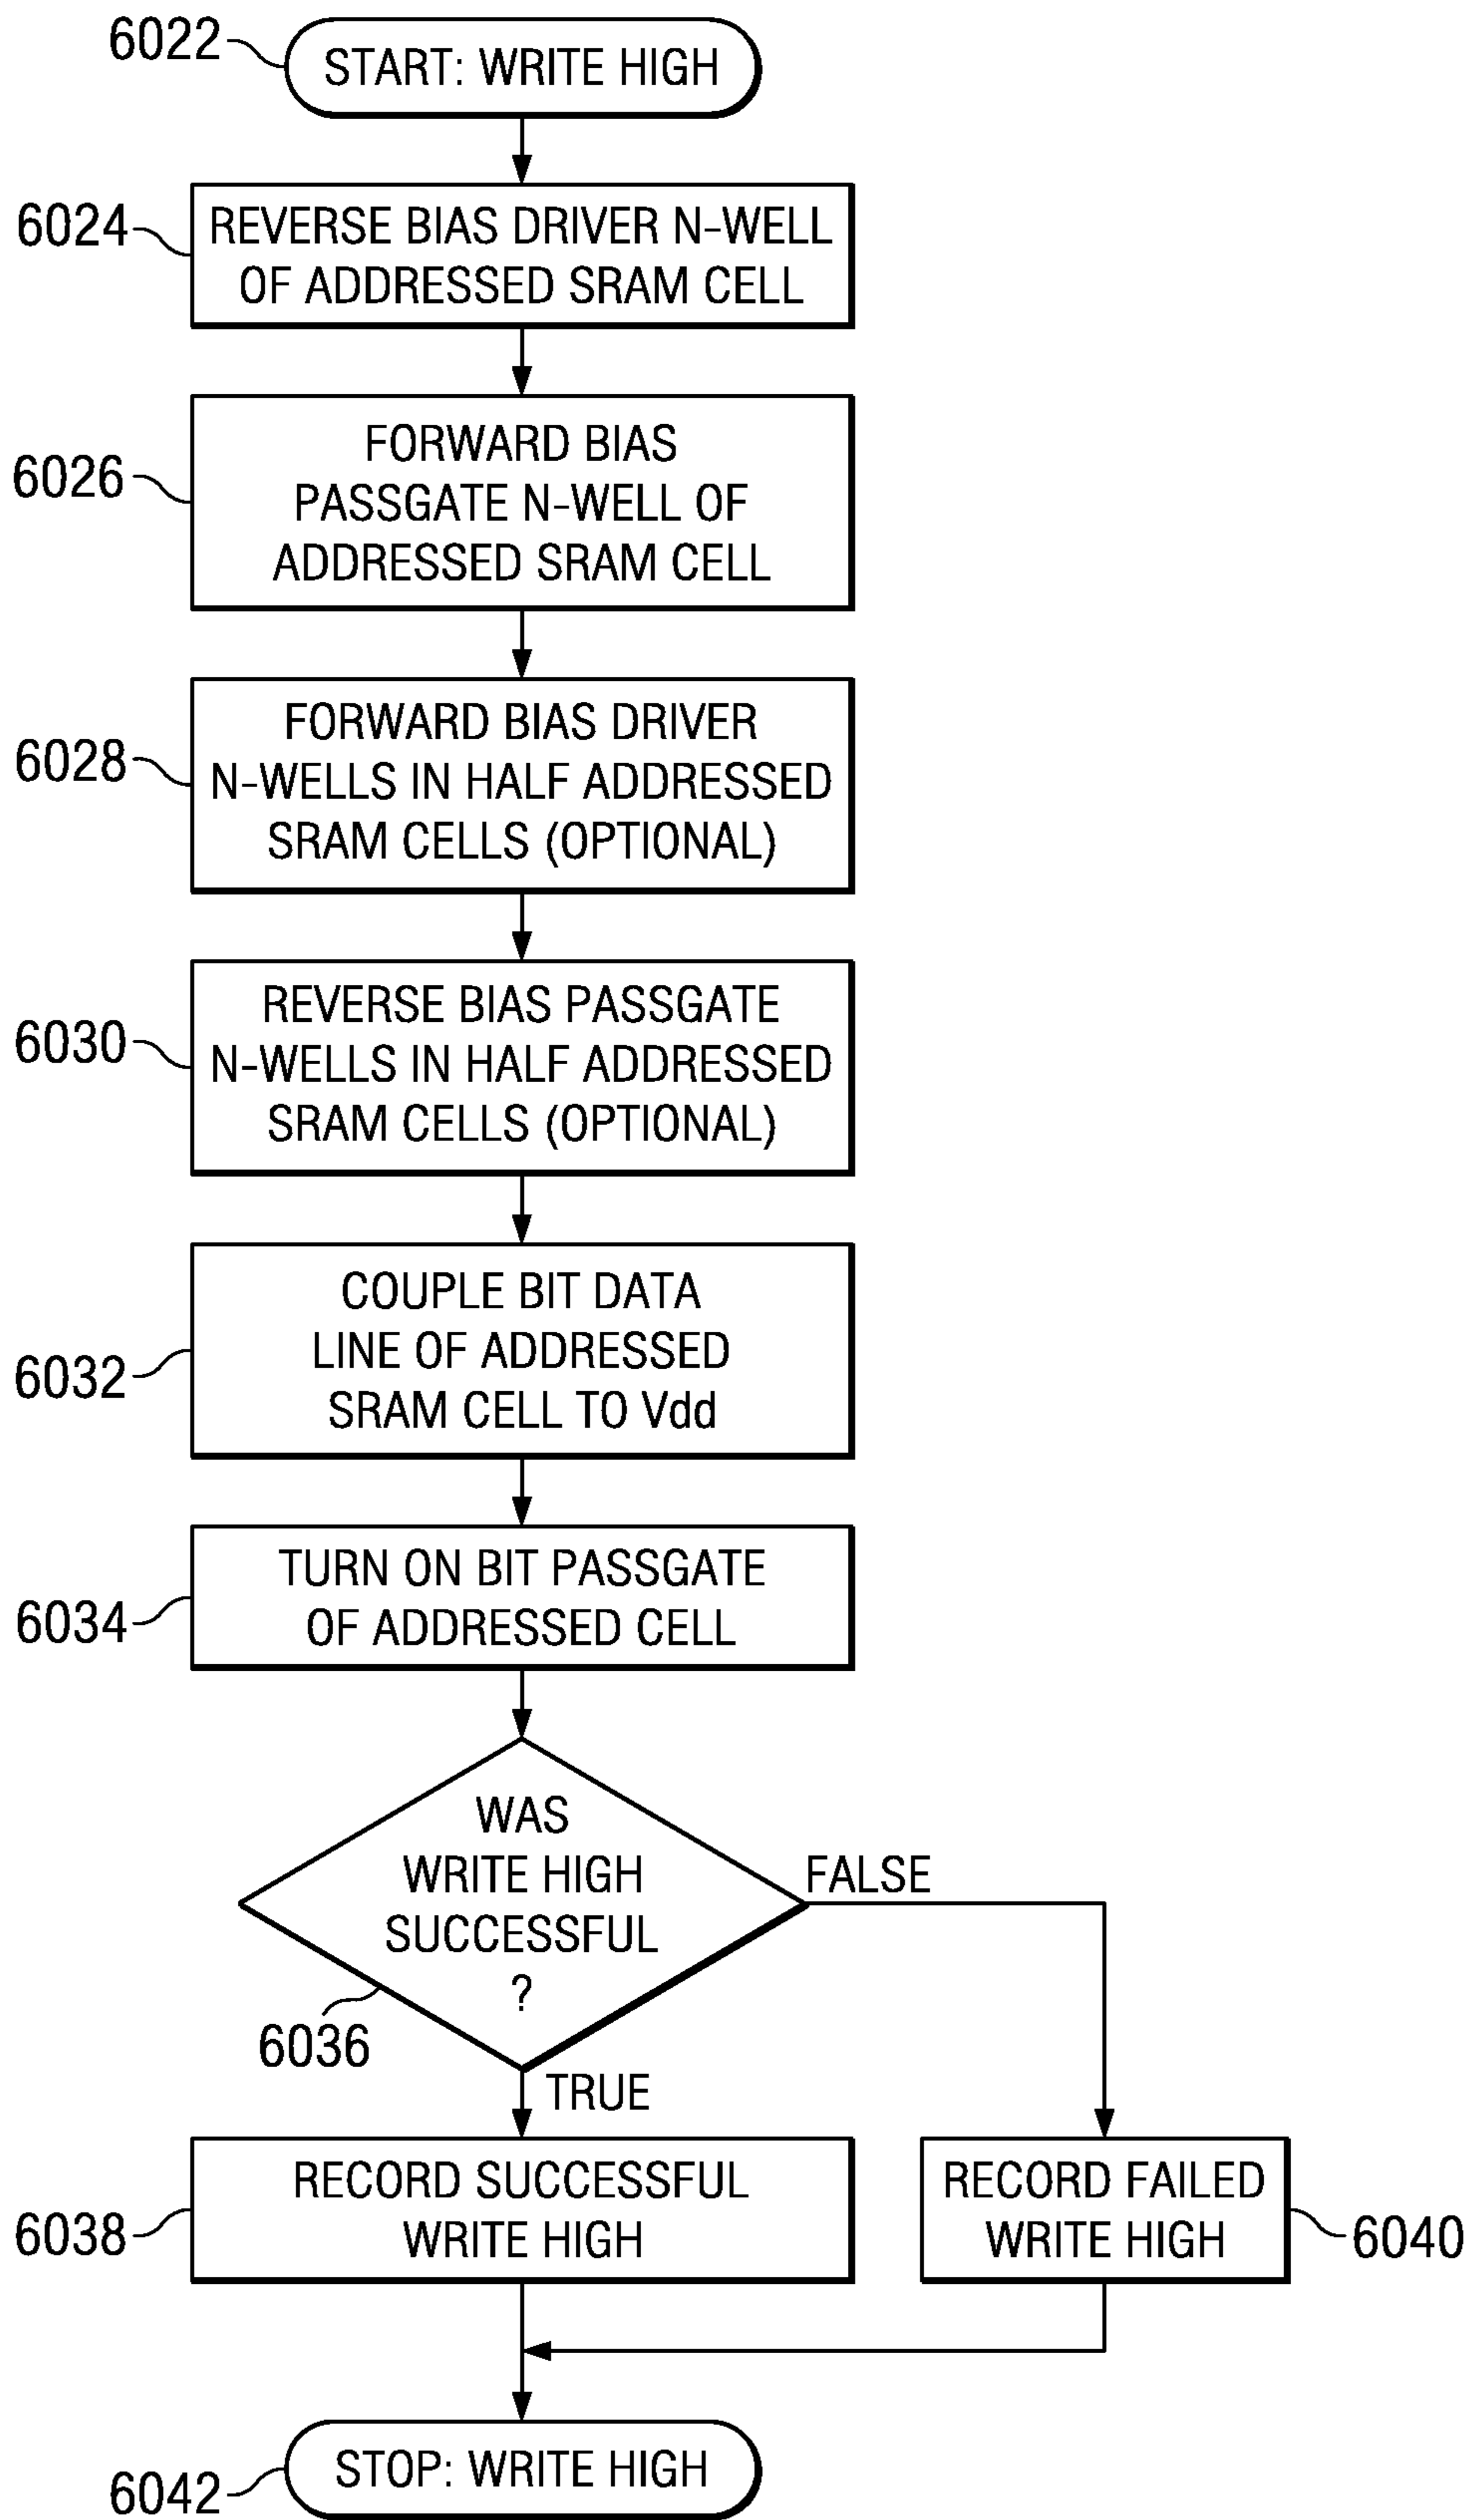 6022
START: WRITE HIGH
6024
REVERSE BIAS DRIVER N-WELL
OF ADDRESSED SRAM CELL
6026
FORWARD BIAS
PASSGATE N-WELL OF
ADDRESSED SRAM CELL
6028
FORWARD BIAS DRIVER
N-WELLS IN HALF ADDRESSED
SRAM CELLS (OPTIONAL)
6030
REVERSE BIAS PASSGATE
N-WELLS IN HALF ADDRESSED
SRAM CELLS (OPTIONAL)
6032
COUPLE BIT DATA
LINE OF ADDRESSED
SRAM CELL TO Vdd
6034
TURN ON BIT PASSGATE
OF ADDRESSED CELL
WAS
WRITE HIGH
SUCCESSFUL
?
6036
FALSE
TRUE
6038
RECORD SUCCESSFUL
WRITE HIGH
RECORD FAILED
WRITE HIGH
6040
6042
STOP: WRITE HIGH